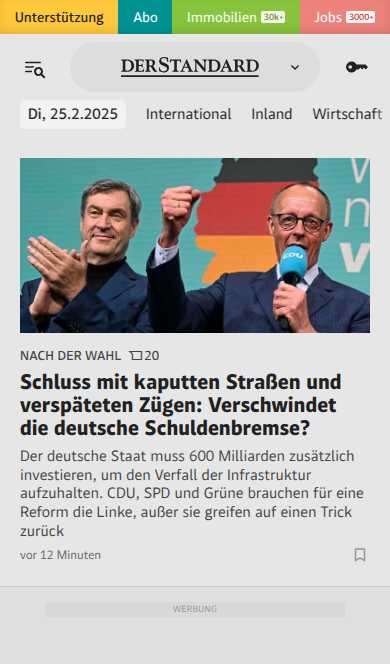 Unterstützung Abo Immobilien 30k+ Jobs 3000+
DERSTANDARD
Di, 25.2.2025 International Inland Wirtschaft
CDU
NACH DER WAHL 20
Schluss mit kaputten Straßen und
verspäteten Zügen: Verschwindet
die deutsche Schuldenbremse?
Der deutsche Staat muss 600 Milliarden zusätzlich
investieren, um den Verfall der Infrastruktur
aufzuhalten. CDU, SPD und Grüne brauchen für eine
Reform die Linke, außer sie greifen auf einen Trick
zurück
vor 12 Minuten
WERBUNG